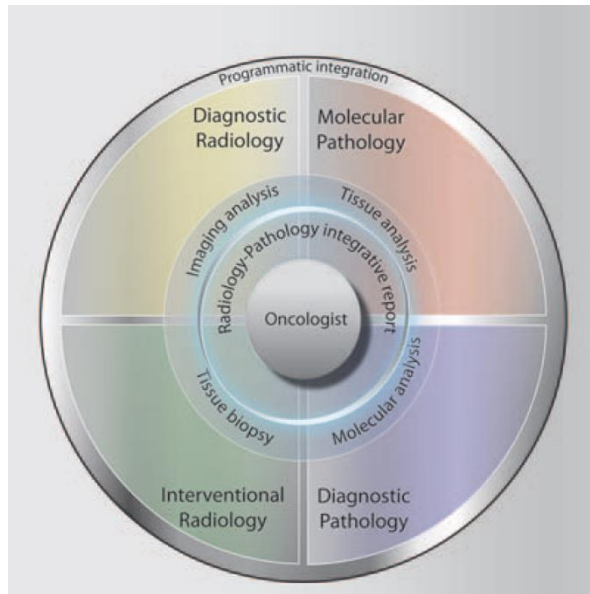 Programmatic integration
Diagnostic
Radiology
Molecular
Pathology
Imaging analysis
Tissue analysis
Radiology-Pathology integrative report
Oncologist
Tissue biopsy
Molecular analysis
Interventional
Radiology
Diagnostic
Pathology